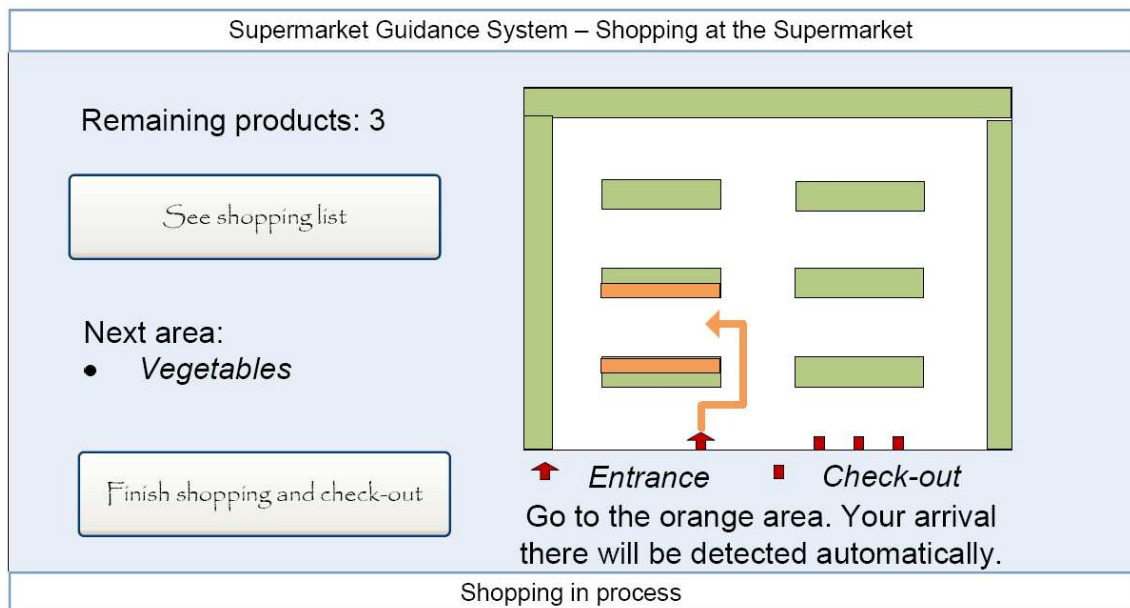 Supermarket Guidance System – Shopping at the Supermarket
Remaining products: 3
See shopping list
Next area:
• Vegetables
Finish shopping and check-out
Entrance
Check-out
Go to the orange area. Your arrival
there will be detected automatically.
Shopping in process